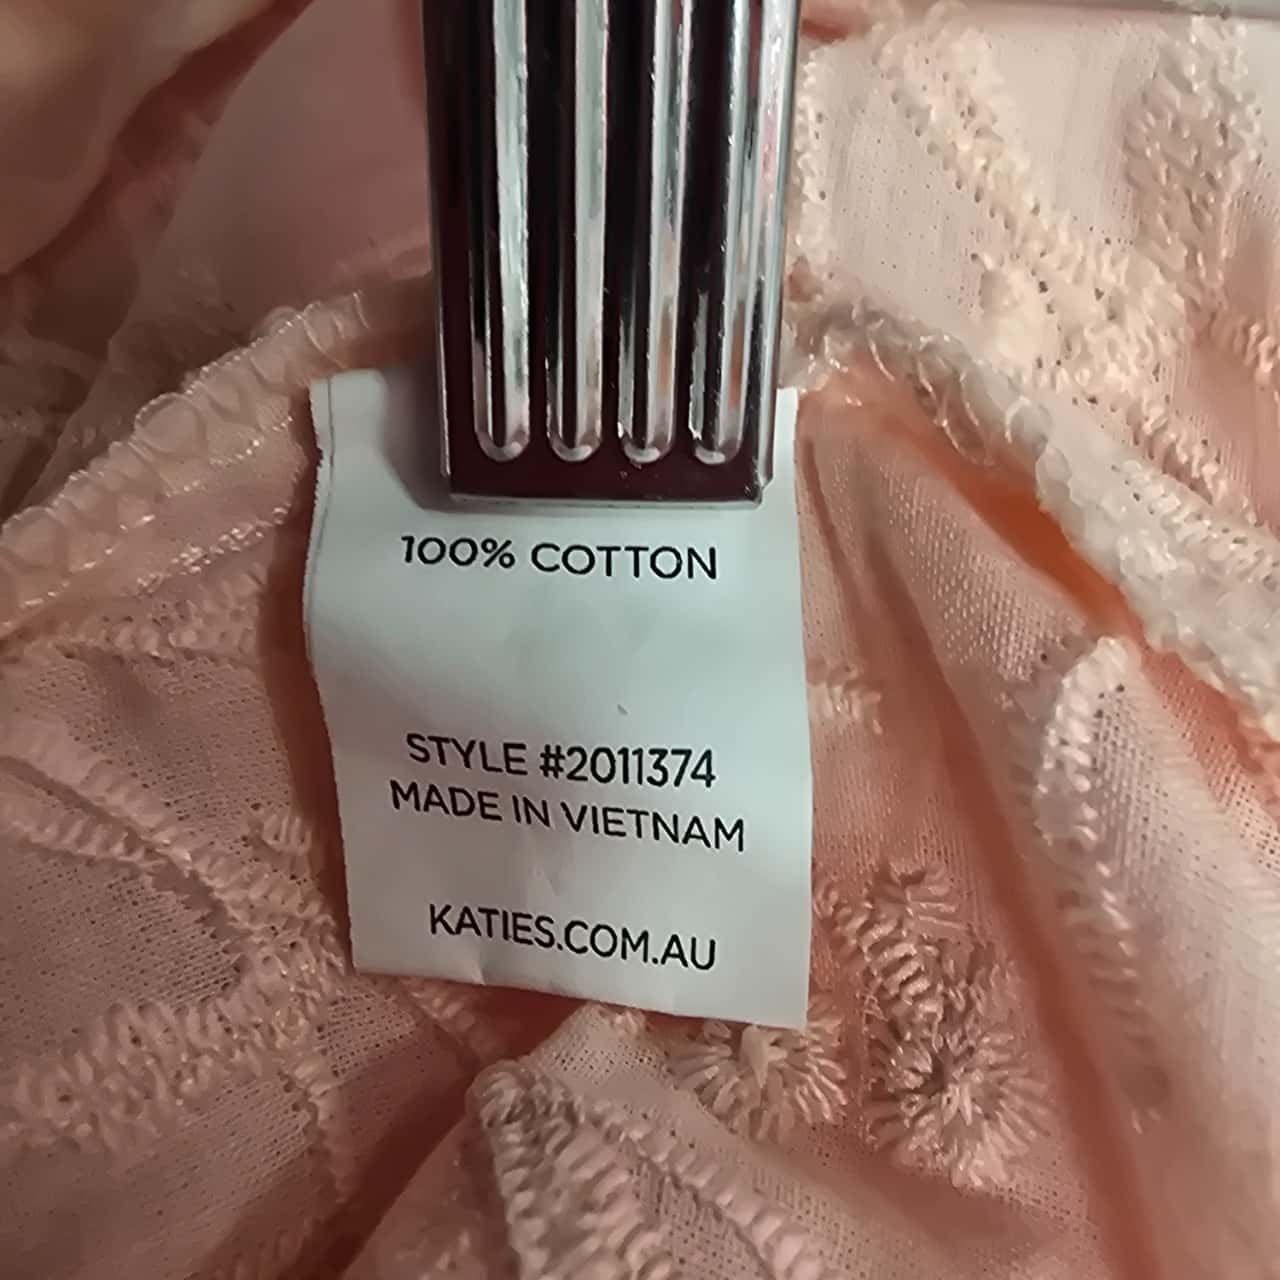 100% COTTON
STYLE #2011374
MADE IN VIETNAM
KATIES.COM.AU